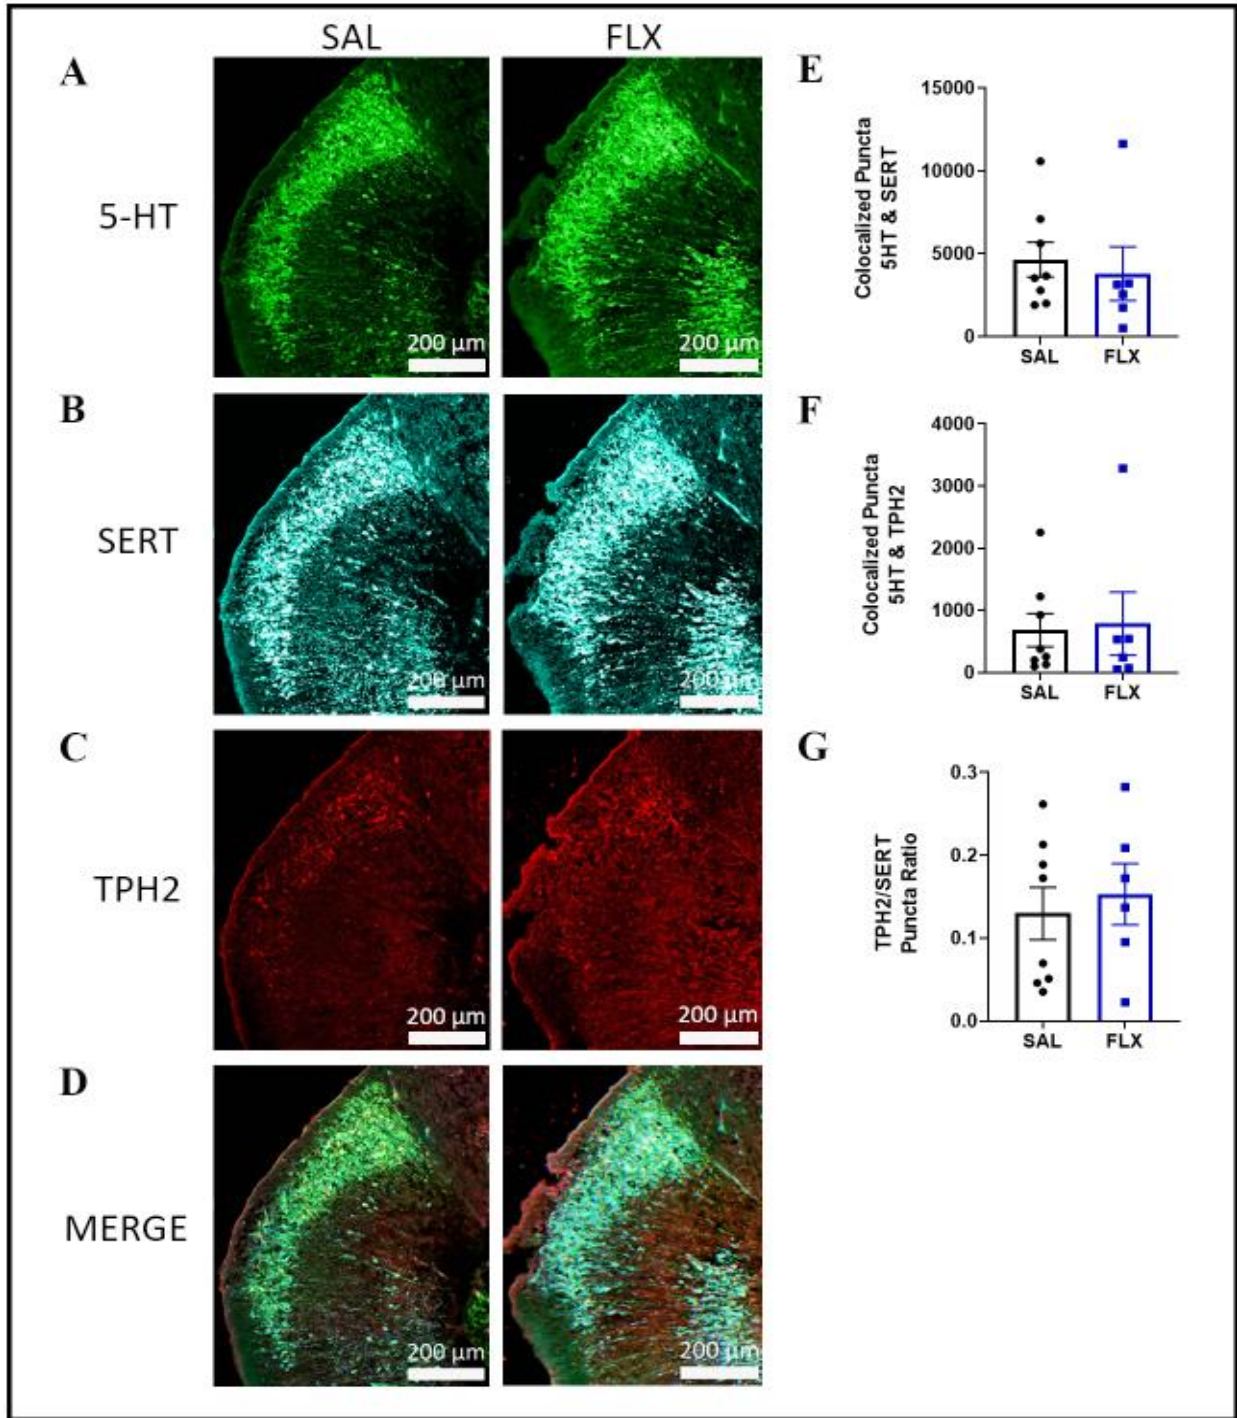 SAL FLX
A
5-HT
200 µm 200 µm
B
SERT
200 µm 200 µm
C
TPH2
200 µm 200 µm
D
MERGE
200 µm 200 µm
E
Colocalized Puncta
5HT & SERT
15000
10000
5000
0
SAL FLX
F
Colocalized Puncta
5HT & TPH2
4000
3000
2000
1000
0
SAL FLX
G
TPH2/SERT
Puncta Ratio
0.3
0.2
0.1
0.0
SAL FLX